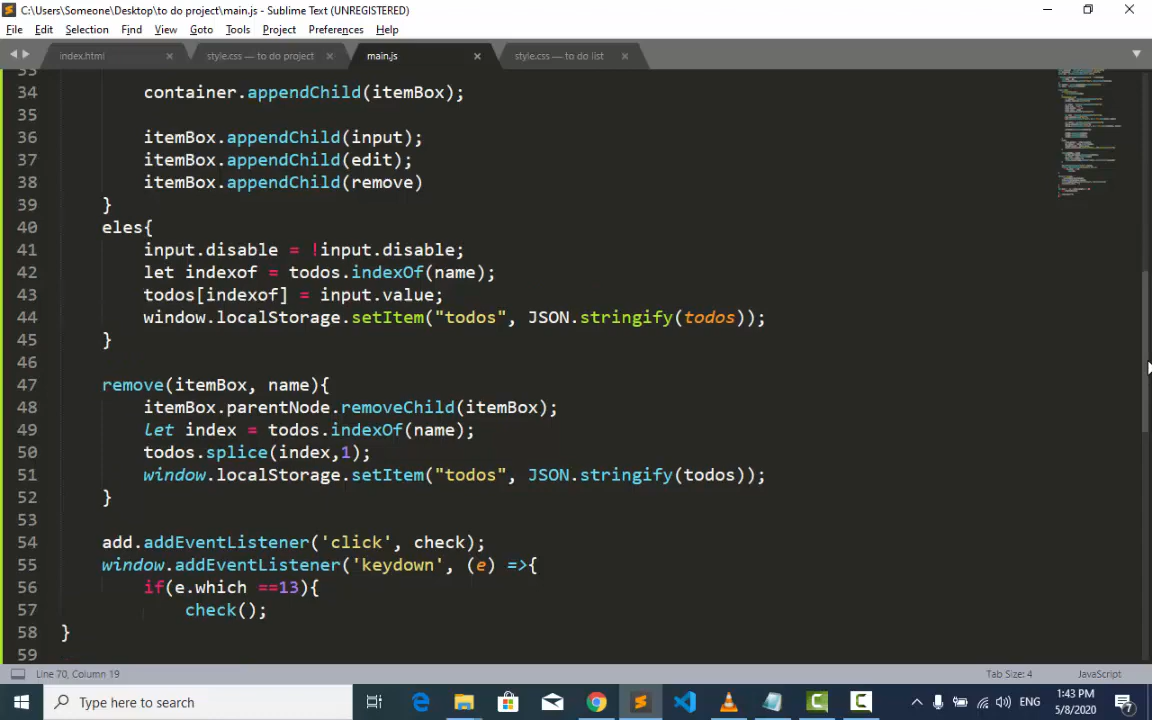 C:\Users\Someone\Desktop\to do project\main.js - Sublime Text (UNREGISTERED)
File Edit Selection Find View Goto Tools Project Preferences Help
index.html style.css — to do project main.js style.css — to do list
33
34 container.appendChild(itemBox);
35
36 itemBox.appendChild(input);
37 itemBox.appendChild(edit);
38 itemBox.appendChild(remove)
39 }
40 eles{
41 input.disable = !input.disable;
42 let indexof = todos.indexOf(name);
43 todos[indexof] = input.value;
44 window.localStorage.setItem("todos", JSON.stringify(todos));
45 }
46
47 remove(itemBox, name){
48 itemBox.parentNode.removeChild(itemBox);
49 let index = todos.indexOf(name);
50 todos.splice(index,1);
51 window.localStorage.setItem("todos", JSON.stringify(todos));
52 }
53
54 add.addEventListener('click', check);
55 window.addEventListener('keydown', (e) =>{
56 if(e.which ==13){
57 check();
58 }
59
Line 70, Column 19 Tab Size: 4 JavaScript
Type here to search ENG 1:43 PM
5/8/2020 7